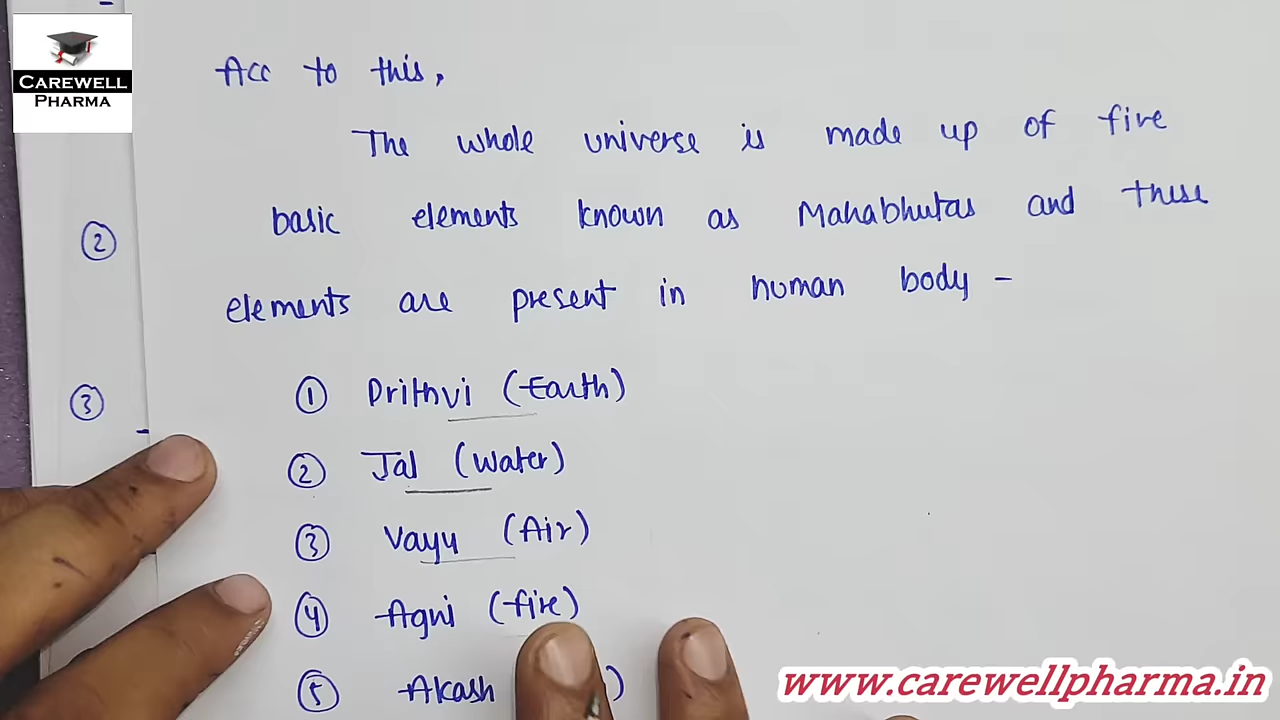 CAREWELL
PHARMA
Acc to this,
The whole universe is made up of five
basic elements known as Mahabhutas and these
②
elements are present in human body -
① Prithvi (Earth)
③
② Jal (Water)
③ Vayu (Air)
④ Agni (fire)
⑤ Akash )
www.carewellpharma.in